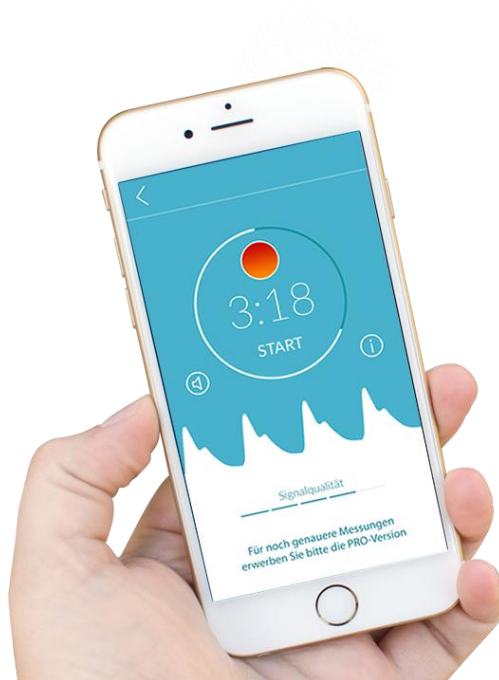 3:18
START
Signalqualität
Für noch genauere Messungen
erwerben Sie bitte die PRO-Version